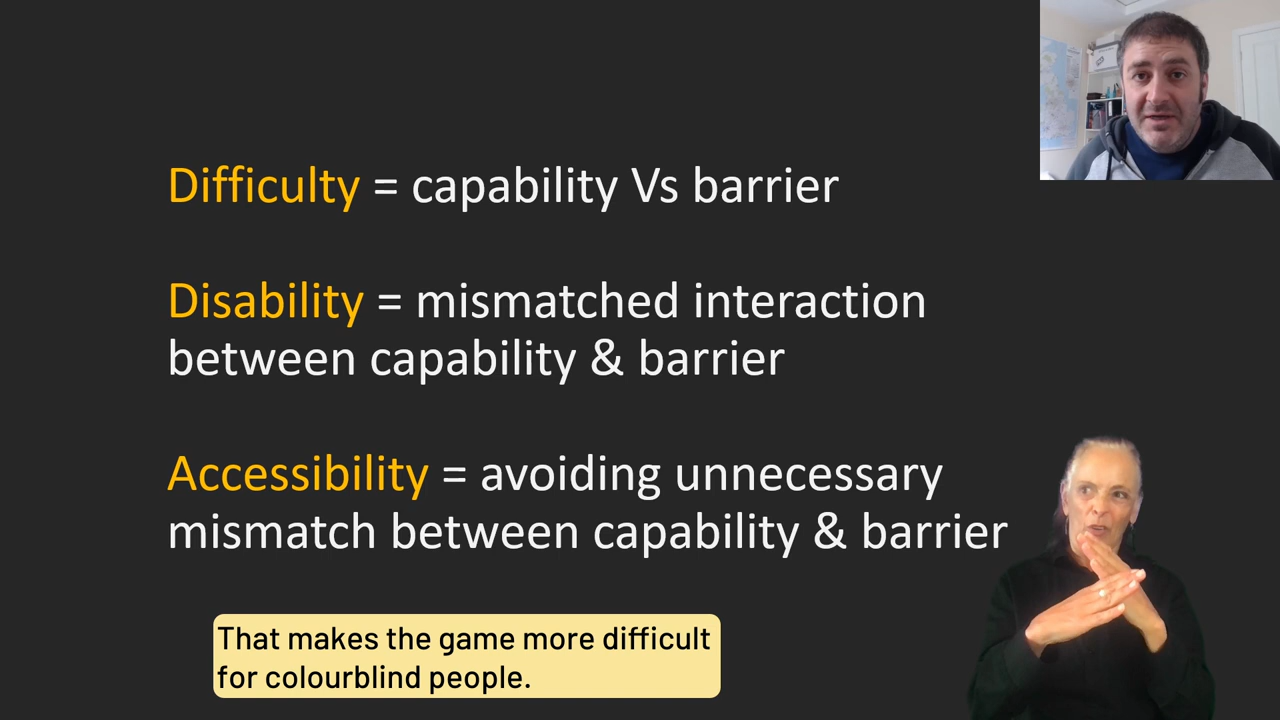 Difficulty = capability Vs barrier
Disability = mismatched interaction
between capability & barrier
Accessibility = avoiding unnecessary
mismatch between capability & barrier
That makes the game more difficult
for colourblind people.